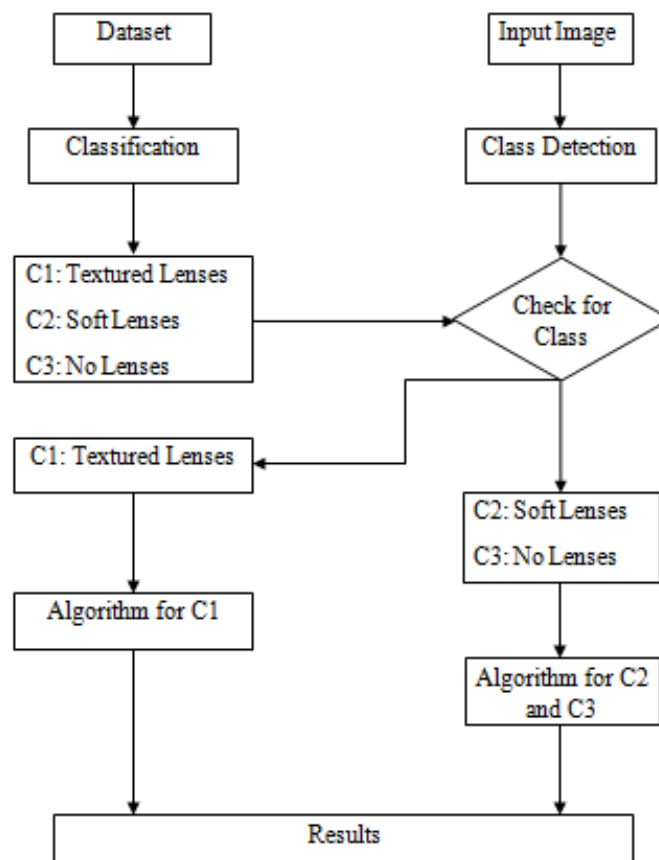 Dataset
Input Image
Classification
Class Detection
C1: Textured Lenses
C2: Soft Lenses
C3: No Lenses
Check for
Class
C1: Textured Lenses
C2: Soft Lenses
C3: No Lenses
Algorithm for C1
Algorithm for C2
and C3
Results